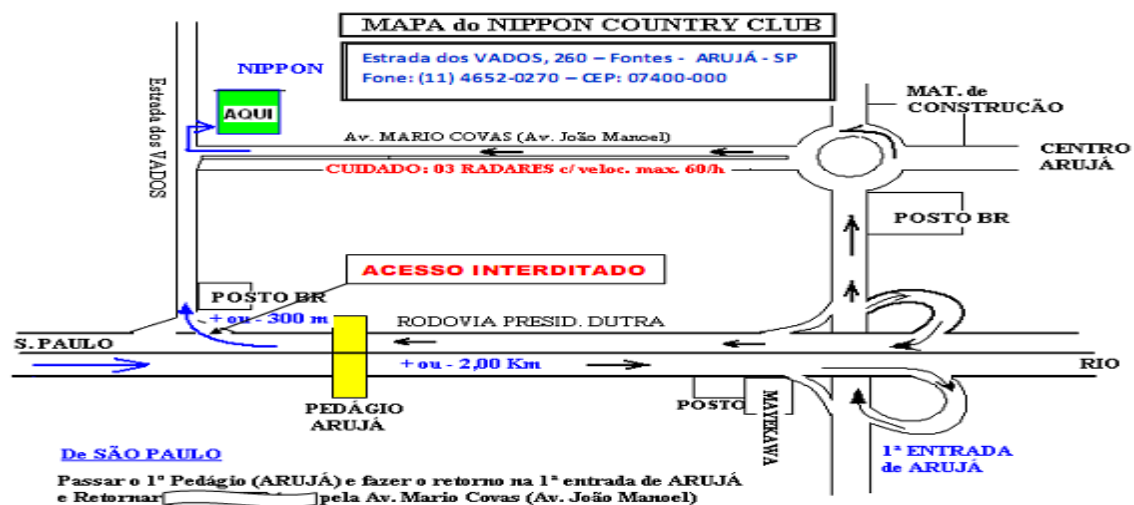 MAPA do NIPPON COUNTRY CLUB
Estrada dos VADOS, 260 – Fontes - ARUJÁ - SP
Fone: (11) 4652-0270 – CEP: 07400-000
NIPPON
AQUI
Estrada dos VADOS
MAT. de
CONSTRUÇÃO
Av. MARIO COVAS (Av. João Manoel)
CENTRO
ARUJÁ
CUIDADO: 03 RADARES c/ veloc. max. 60/h
POSTO BR
ACESSO INTERDITADO
POSTO BR
+ ou - 300 m
RODOVIA PRESID. DUTRA
S. PAULO
+ ou - 2,00 Km
RIO
PEDÁGIO
ARUJÁ
POSTO
MAYEKAWA
1ª ENTRADA
de ARUJÁ
De SÃO PAULO
Passar o 1º Pedágio (ARUJÁ) e fazer o retorno na 1ª entrada de ARUJÁ
e Retornar pela Av. Mario Covas (Av. João Manoel)